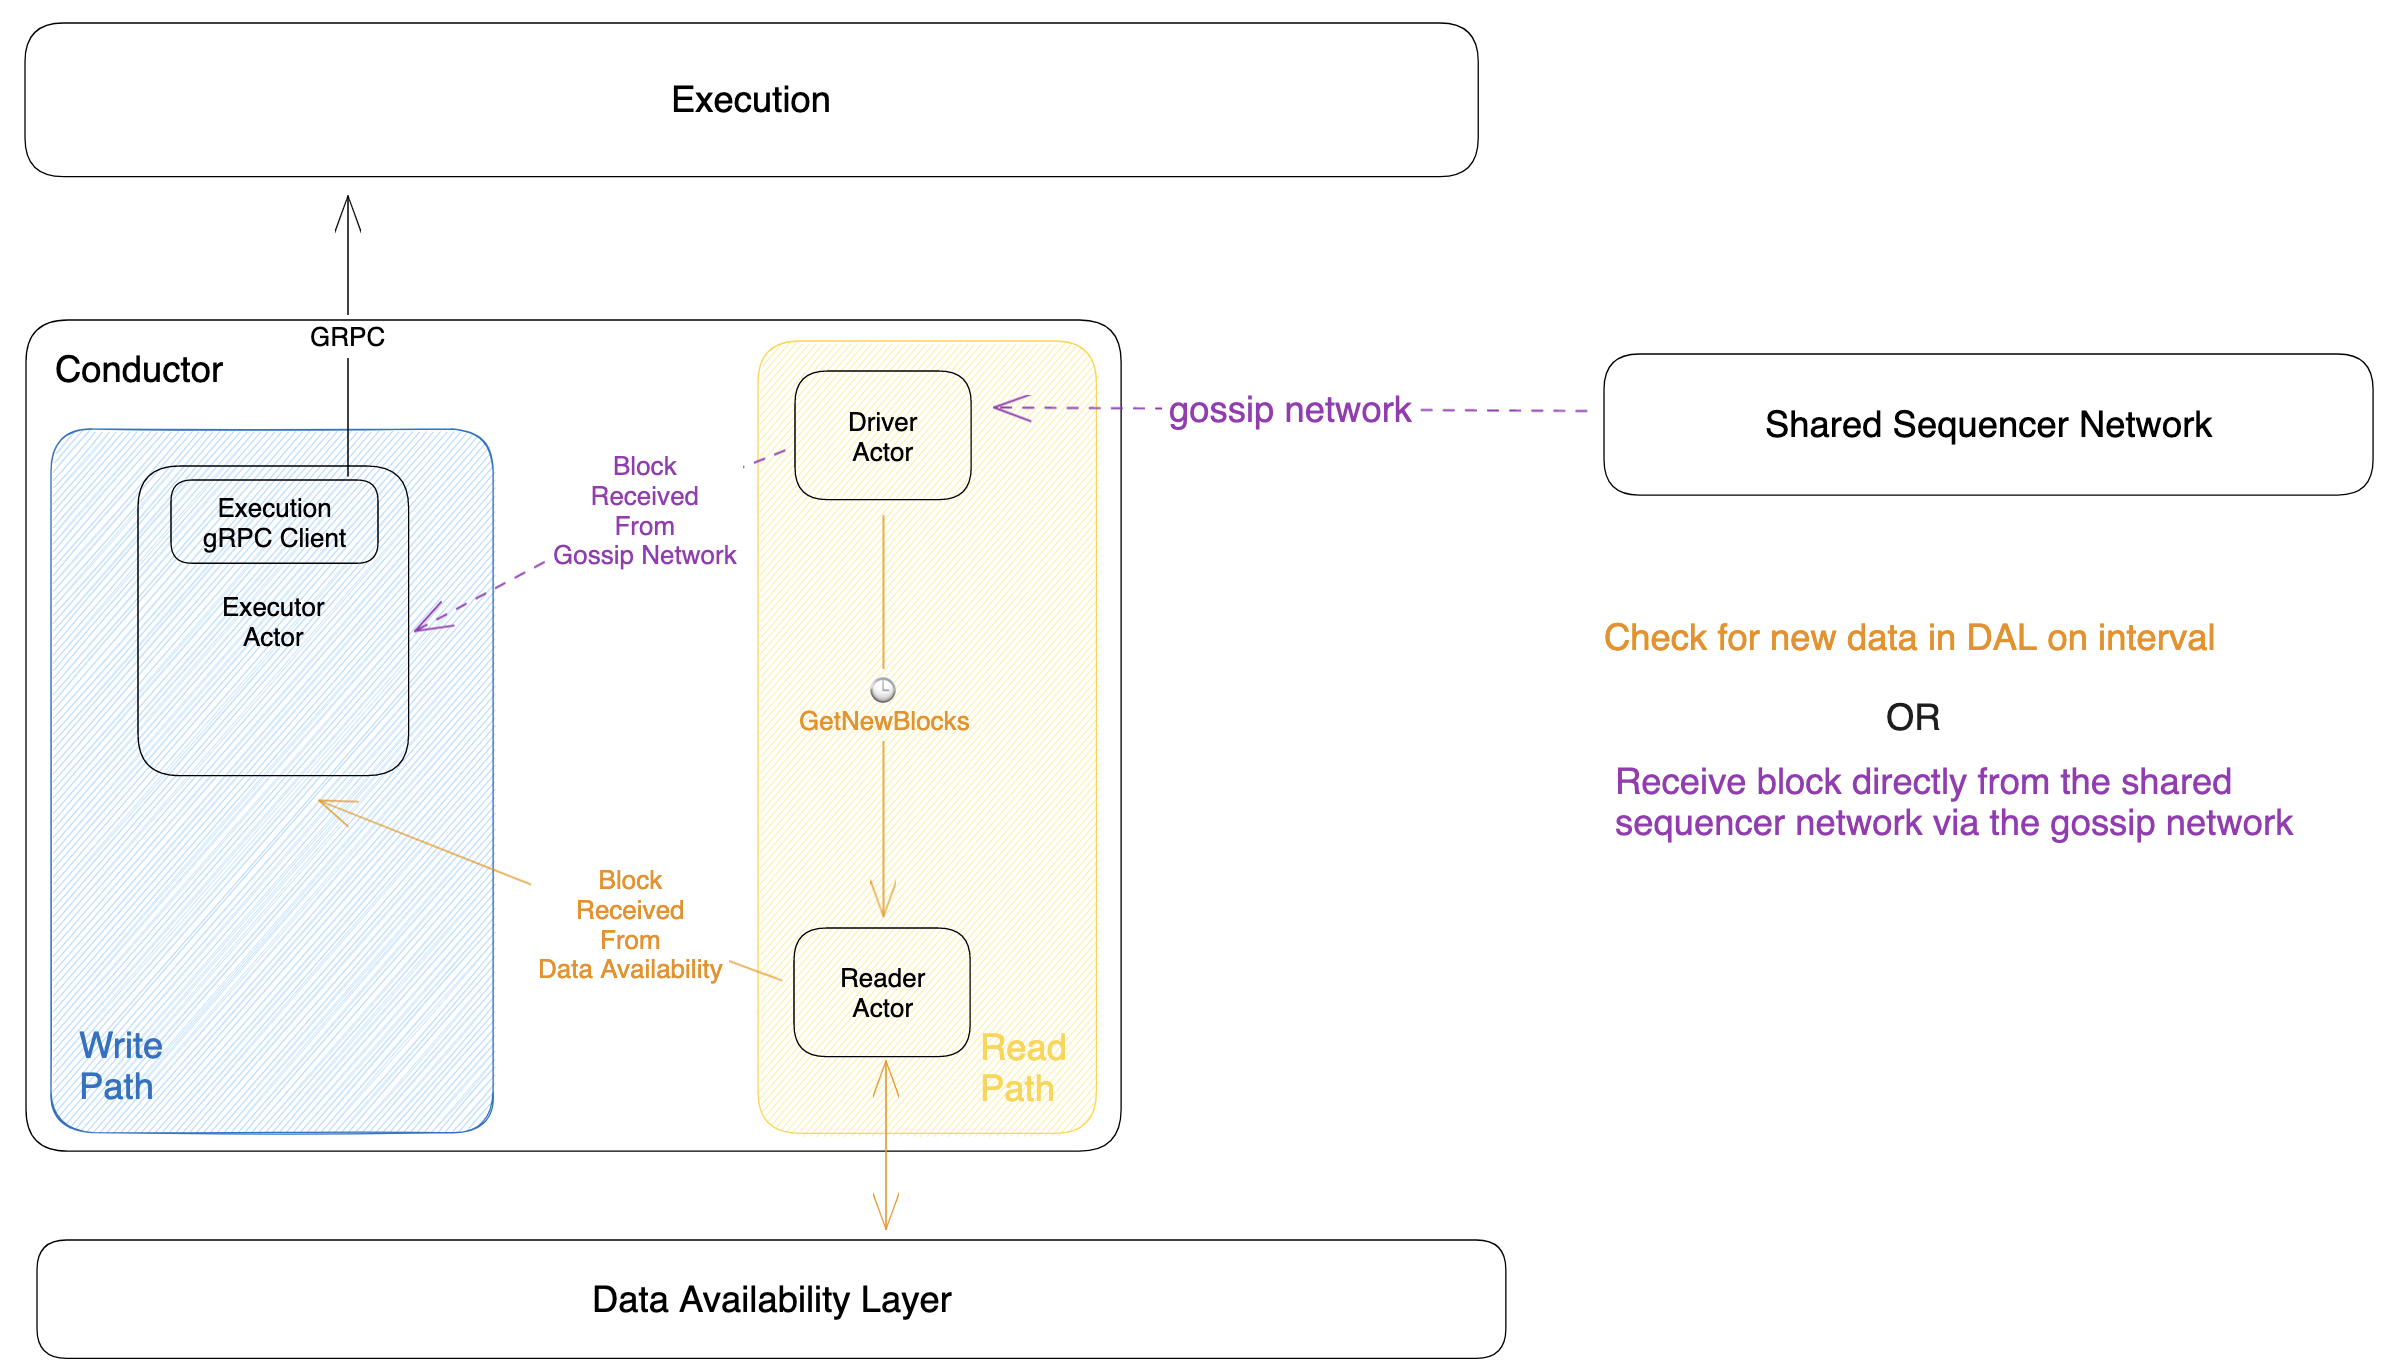 Execution
GRPC
Conductor
Execution
gRPC Client
Executor
Actor
Write
Path
Block
Received
From
Gossip Network
Block
Received
From
Data Availability
Driver
Actor
GetNewBlocks
Reader
Actor
Read
Path
gossip network
Shared Sequencer Network
Check for new data in DAL on interval
OR
Receive block directly from the shared
sequencer network via the gossip network
Data Availability Layer